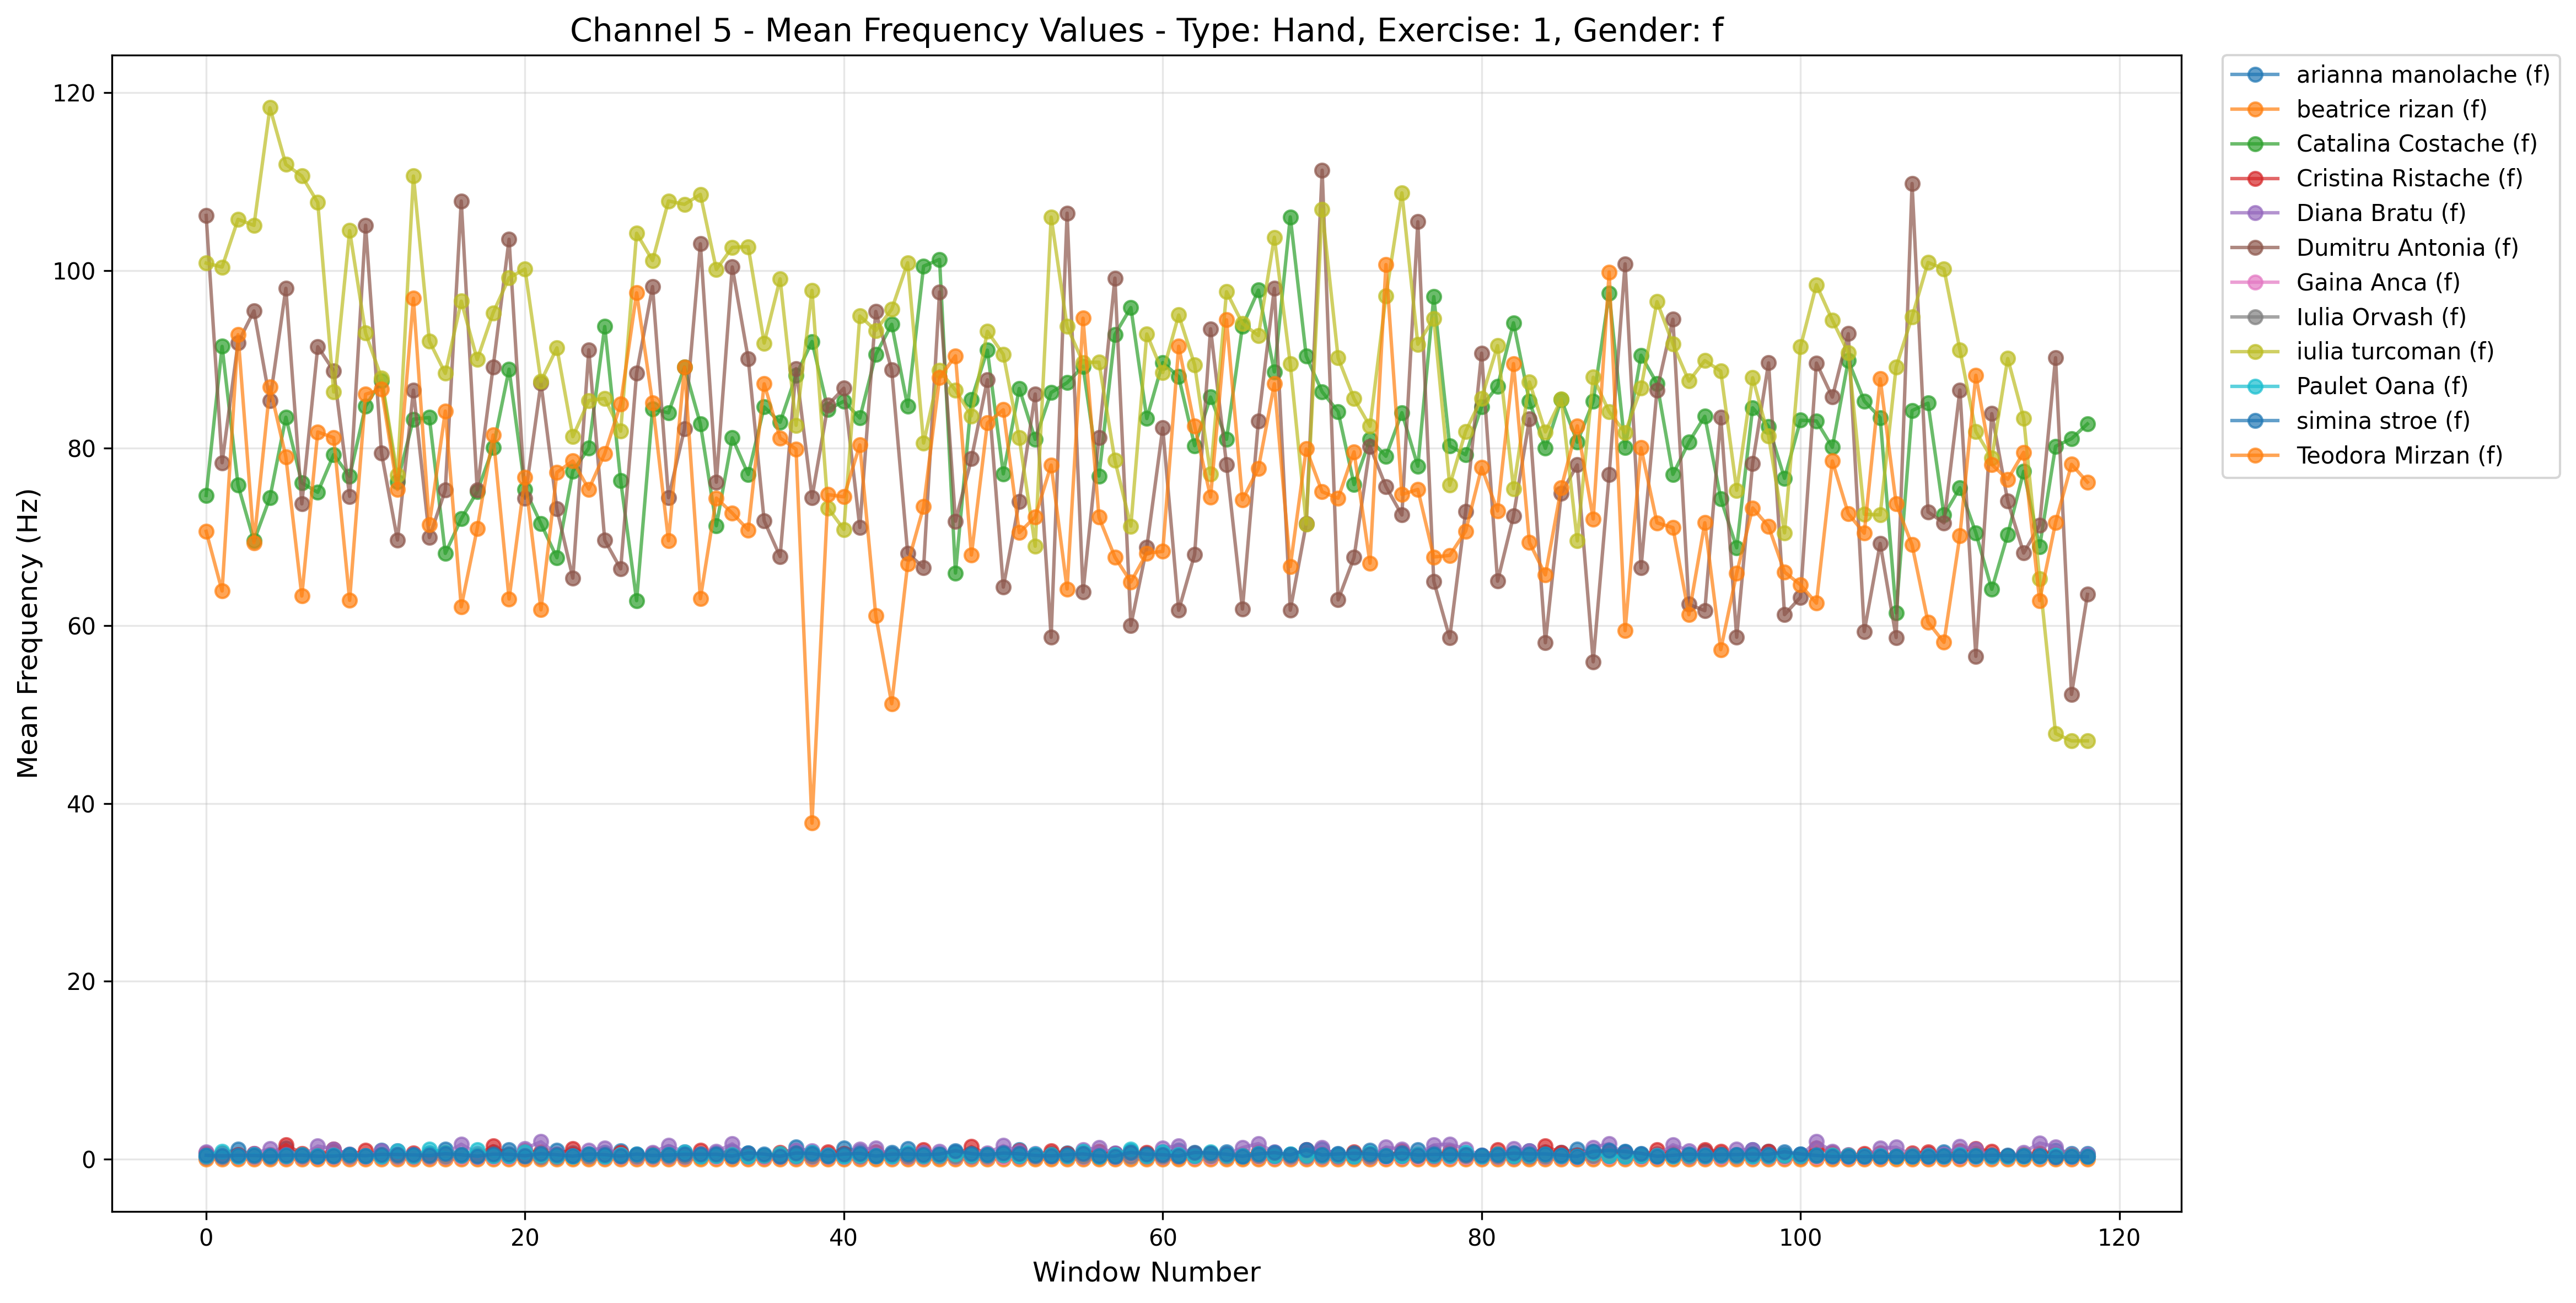 Channel 5 - Mean Frequency Values - Type: Hand, Exercise: 1, Gender: f
120
100
80
60
40
20
0
Mean Frequency (Hz)
0 20 40 60 80 100 120
Window Number
arianna manolache (f)
beatrice rizan (f)
Catalina Costache (f)
Cristina Ristache (f)
Diana Bratu (f)
Dumitru Antonia (f)
Gaina Anca (f)
Iulia Orvash (f)
iulia turcoman (f)
Paulet Oana (f)
simina stroe (f)
Teodora Mirzan (f)